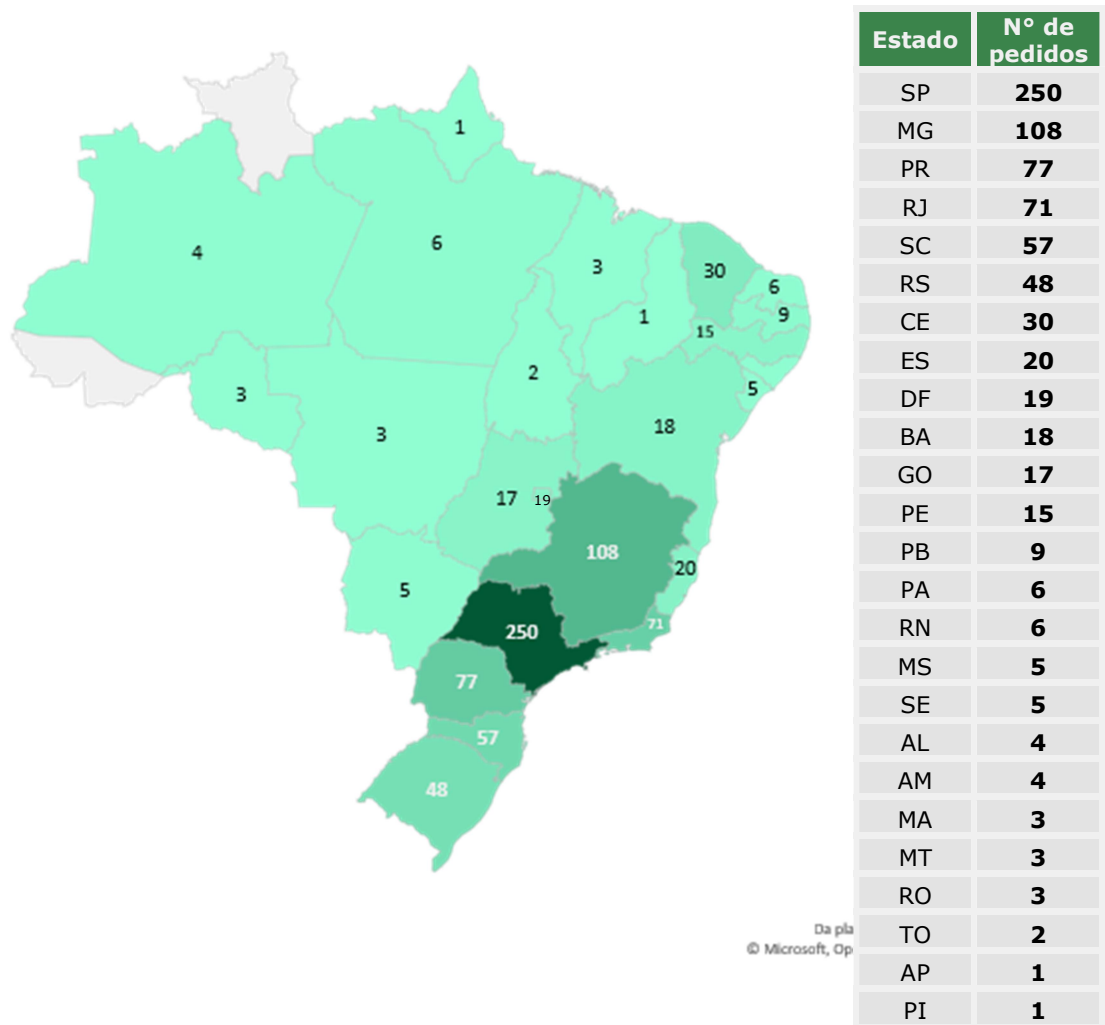 Estado N° de pedidos
SP 250
MG 108
PR 77
RJ 71
SC 57
RS 48
CE 30
ES 20
DF 19
BA 18
GO 17
PE 15
PB 9
PA 6
RN 6
MS 5
SE 5
AL 4
AM 4
MA 3
MT 3
RO 3
TO 2
AP 1
PI 1
1
4
6
3
30
6
9
1
15
2
5
3
3
18
17
19
108
20
5
250
71
77
57
48
Da pla
© Microsoft, Op